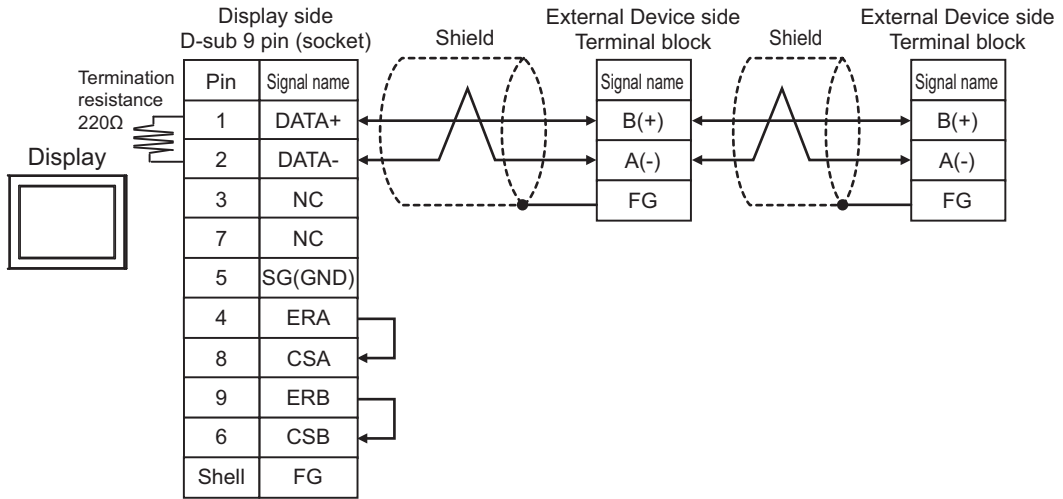 Display side
D-sub 9 pin (socket)
Shield
External Device side
Terminal block
Shield
External Device side
Terminal block
Termination
resistance
220Ω
Display
Pin Signal name
1 DATA+
2 DATA-
3 NC
7 NC
5 SG(GND)
4 ERA
8 CSA
9 ERB
6 CSB
Shell FG
Signal name
B(+)
A(-)
FG
Signal name
B(+)
A(-)
FG